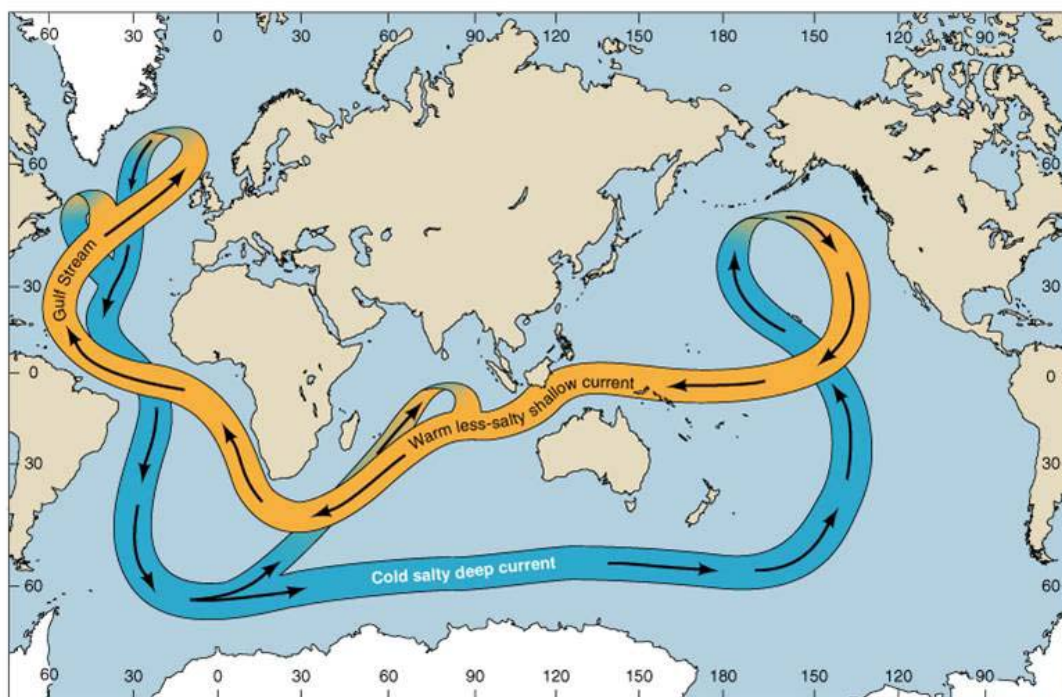 60 30 0 30 60 90 120 150 180 150 120 90
60 60
Gulf Stream
30 30
0 0
Warm less-salty shallow current
30 30
Cold salty deep current
60 60
60 30 0 30 60 90 120 150 180 150 120 90